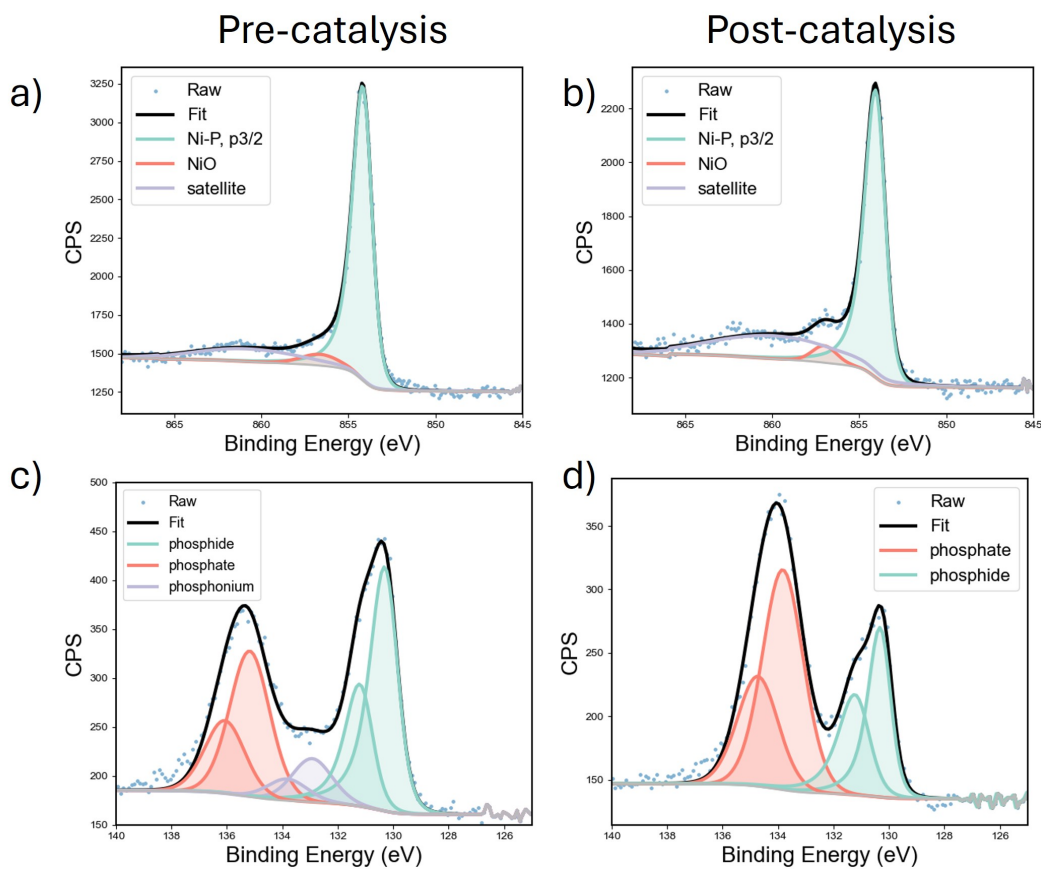 Pre-catalysis
Post-catalysis
a)
3250
3000
2750
2500
2250
2000
1750
1500
1250
CPS
Raw
Fit
Ni-P, p3/2
NiO
satellite
865 860 855 850 845
Binding Energy (eV)
b)
2200
2000
1800
1600
1400
1200
CPS
Raw
Fit
Ni-P, p3/2
NiO
satellite
865 860 855 850 845
Binding Energy (eV)
c)
500
450
400
350
300
250
200
150
CPS
Raw
Fit
phosphide
phosphate
phosphonium
140 138 136 134 132 130 128 126
Binding Energy (eV)
d)
350
300
250
200
150
CPS
Raw
Fit
phosphate
phosphide
140 138 136 134 132 130 128 126
Binding Energy (eV)